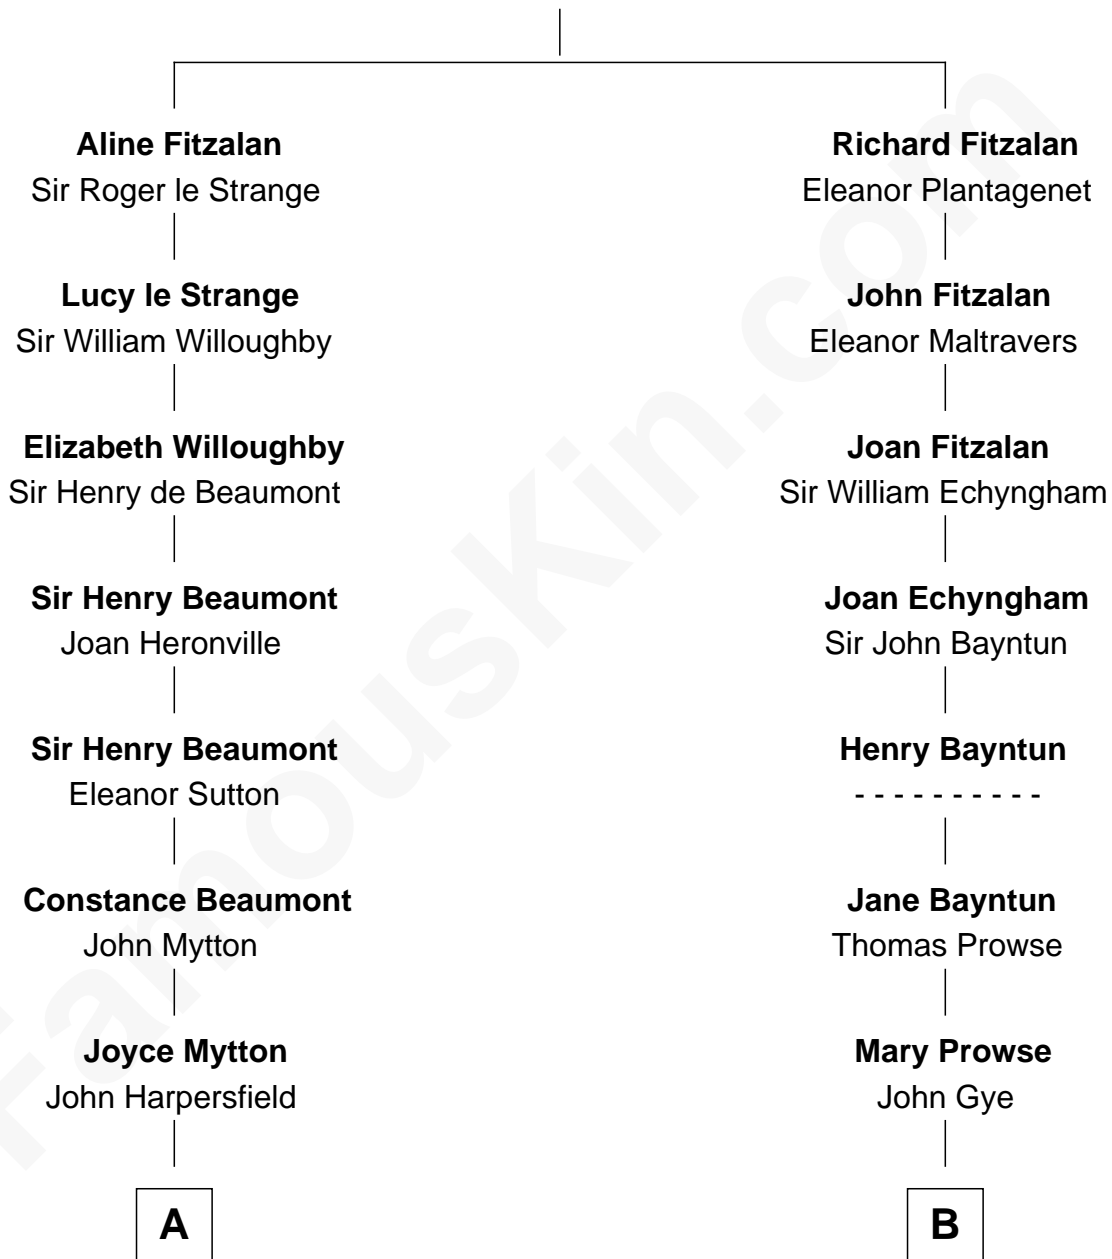 Aline Fitzalan
Sir Roger le Strange
Richard Fitzalan
Eleanor Plantagenet
Lucy le Strange
Sir William Willoughby
John Fitzalan
Eleanor Maltravers
Elizabeth Willoughby
Sir Henry de Beaumont
Joan Fitzalan
Sir William Echyngham
Sir Henry Beaumont
Joan Heronville
Joan Echyngham
Sir John Bayntun
Sir Henry Beaumont
Eleanor Sutton
Henry Bayntun
- - - - - - - - - -
Constance Beaumont
John Mytton
Jane Bayntun
Thomas Prowse
Joyce Mytton
John Harpersfield
Mary Prowse
John Gye
A
B
FamousKin.com